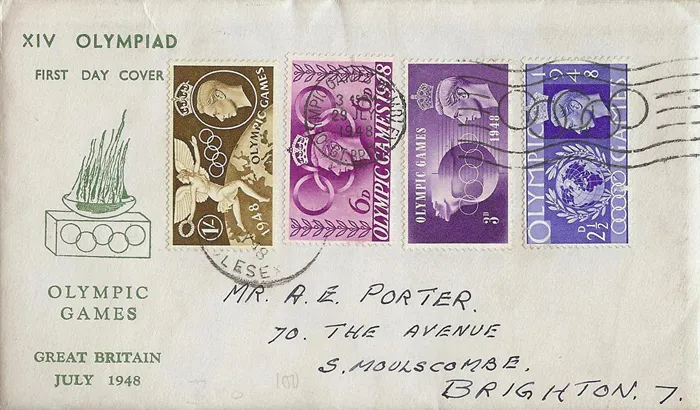 XIV OLYMPIAD
FIRST DAY COVER
OLYMPIC GAMES
1/-
1948
6D
OLYMPIC GAMES 1948
OLYMPIC GAMES
1948
3D
1948
OLYMPIC GAMES
2½D
29 JLY
1948
LESEX
OLYMPIC
GAMES
GREAT BRITAIN
JULY 1948
MR. A. E. PORTER.
70. THE AVENUE
S. MOULSCOMBE.
BRIGHTON. 7.